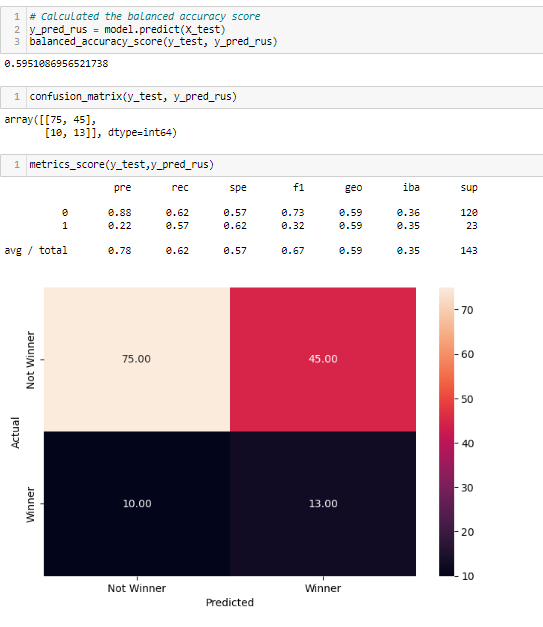 1 # Calculated the balanced accuracy score
2 y_pred_rus = model.predict(X_test)
3 balanced_accuracy_score(y_test, y_pred_rus)
0.5951086956521738
1 confusion_matrix(y_test, y_pred_rus)
array([[75, 45],
[10, 13]], dtype=int64)
1 metrics_score(y_test,y_pred_rus)
pre rec spe f1 geo iba sup
0 0.88 0.62 0.57 0.73 0.59 0.36 120
1 0.22 0.57 0.62 0.32 0.59 0.35 23
avg / total 0.78 0.62 0.57 0.67 0.59 0.35 143
Actual
Not Winner
75.00 45.00
Winner
10.00 13.00
Not Winner Winner
Predicted
70
60
50
40
30
20
10